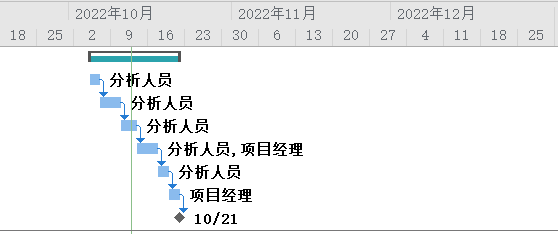 2022年10月 2022年11月 2022年12月
18 25 2 9 16 23 30 6 13 20 27 4 11 18 25
分析人员
分析人员
分析人员
分析人员,项目经理
分析人员
项目经理
10/21